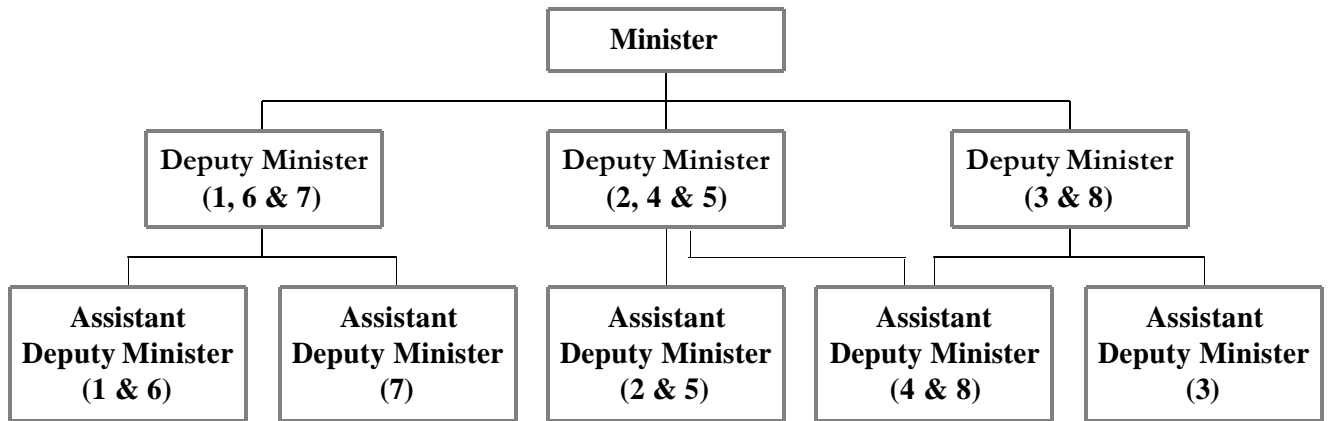 Minister
Deputy Minister
(1, 6 & 7)
Deputy Minister
(2, 4 & 5)
Deputy Minister
(3 & 8)
Assistant
Deputy Minister
(1 & 6)
Assistant
Deputy Minister
(7)
Assistant
Deputy Minister
(2 & 5)
Assistant
Deputy Minister
(4 & 8)
Assistant
Deputy Minister
(3)